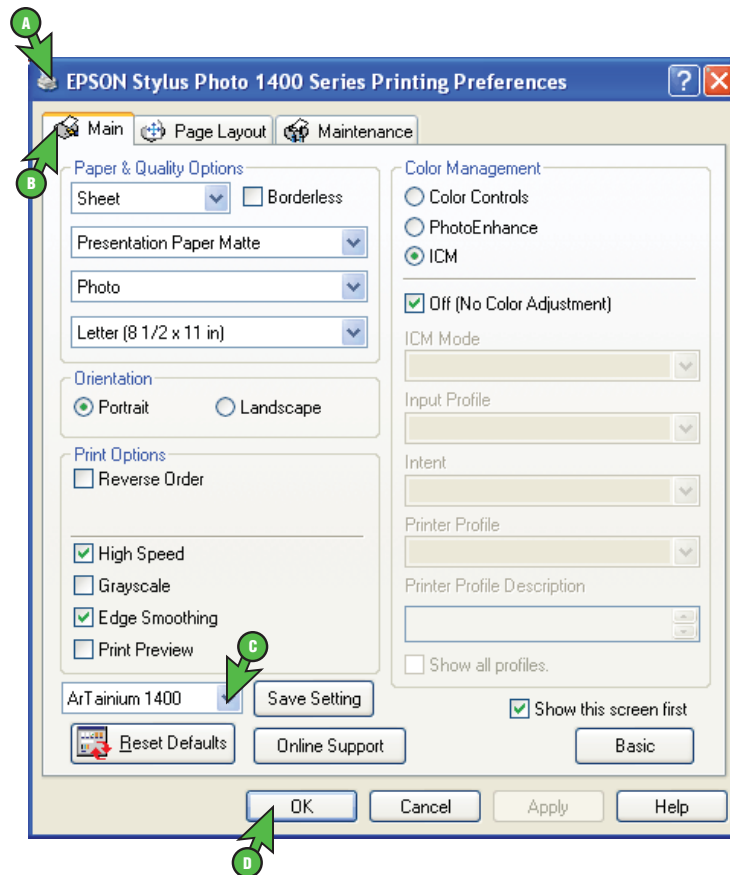 A
EPSON Stylus Photo 1400 Series Printing Preferences
Main
Page Layout
Maintenance
B
Paper & Quality Options
Sheet
Borderless
Presentation Paper Matte
Photo
Letter (8 1/2 x 11 in)
Orientation
Portrait
Landscape
Print Options
Reverse Order
High Speed
Grayscale
Edge Smoothing
Print Preview
C
ArTainium 1400
Save Setting
Reset Defaults
Online Support
Color Management
Color Controls
PhotoEnhance
ICM
Off (No Color Adjustment)
ICM Mode
Input Profile
Intent
Printer Profile
Printer Profile Description
Show all profiles.
Show this screen first
Basic
OK
Cancel
Apply
Help
D